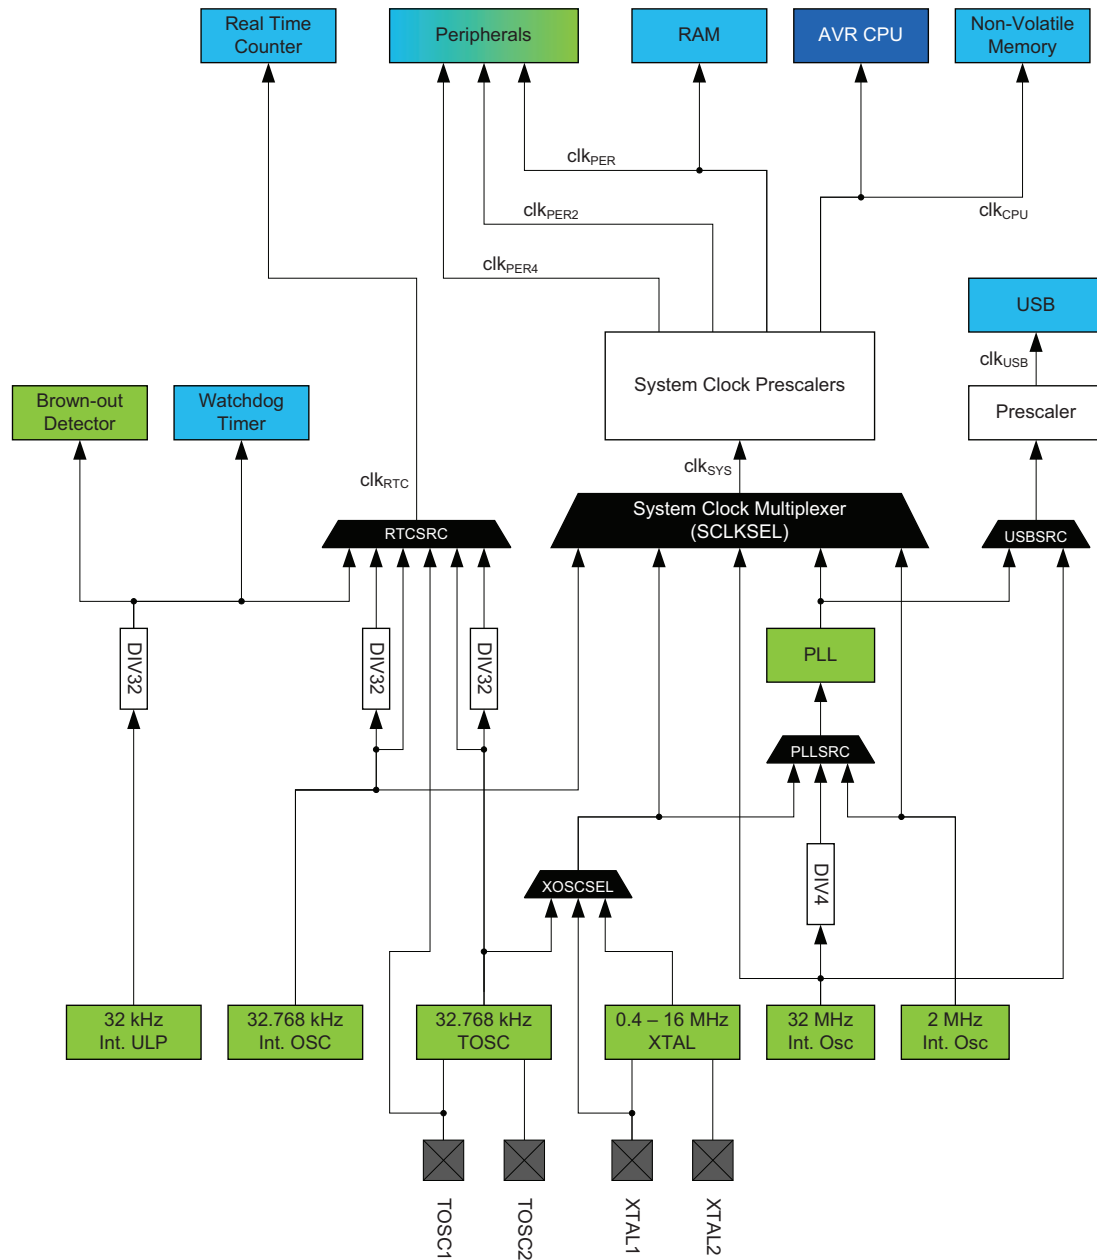 Real Time
Counter
Peripherals
RAM
AVR CPU
Non-Volatile
Memory
clkPER
clkPER2
clkCPU
clkPER4
USB
clkUSB
System Clock Prescalers
Brown-out
Detector
Watchdog
Timer
Prescaler
clkSYS
clkRTC
System Clock Multiplexer
(SCLKSEL)
RTCSRC
USBSRC
DIV32
DIV32
DIV32
PLL
PLLSRC
XOSCSEL
DIV4
32 kHz
Int. ULP
32.768 kHz
Int. OSC
32.768 kHz
TOSC
0.4 – 16 MHz
XTAL
32 MHz
Int. Osc
2 MHz
Int. Osc
TOSC1
TOSC2
XTAL1
XTAL2